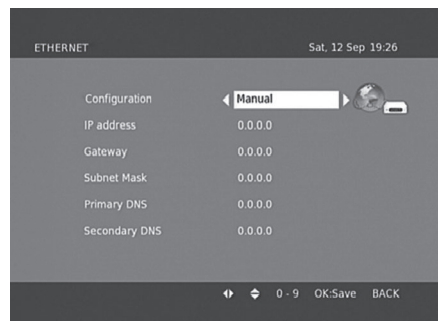 ETHERNET Sat, 12 Sep 19:26
Configuration Manual
IP address 0.0.0.0
Gateway 0.0.0.0
Subnet Mask 0.0.0.0
Primary DNS 0.0.0.0
Secondary DNS 0.0.0.0
0 - 9 OK:Save BACK